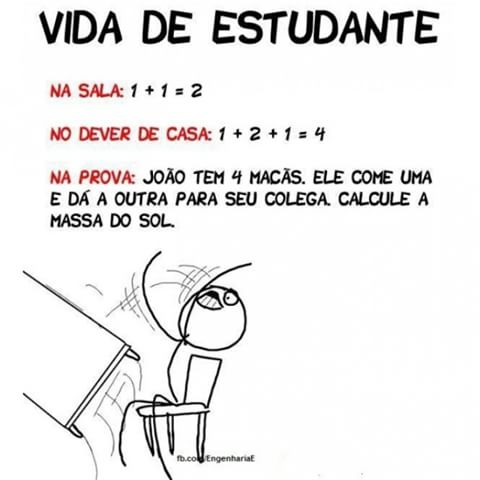 VIDA DE ESTUDANTE
NA SALA: 1 + 1 = 2
NO DEVER DE CASA: 1 + 2 + 1 = 4
NA PROVA: JOÃO TEM 4 MAÇÃS. ELE COME UMA
E DÁ A OUTRA PARA SEU COLEGA. CALCULE A
MASSA DO SOL.
fb.com/EngenhariaE